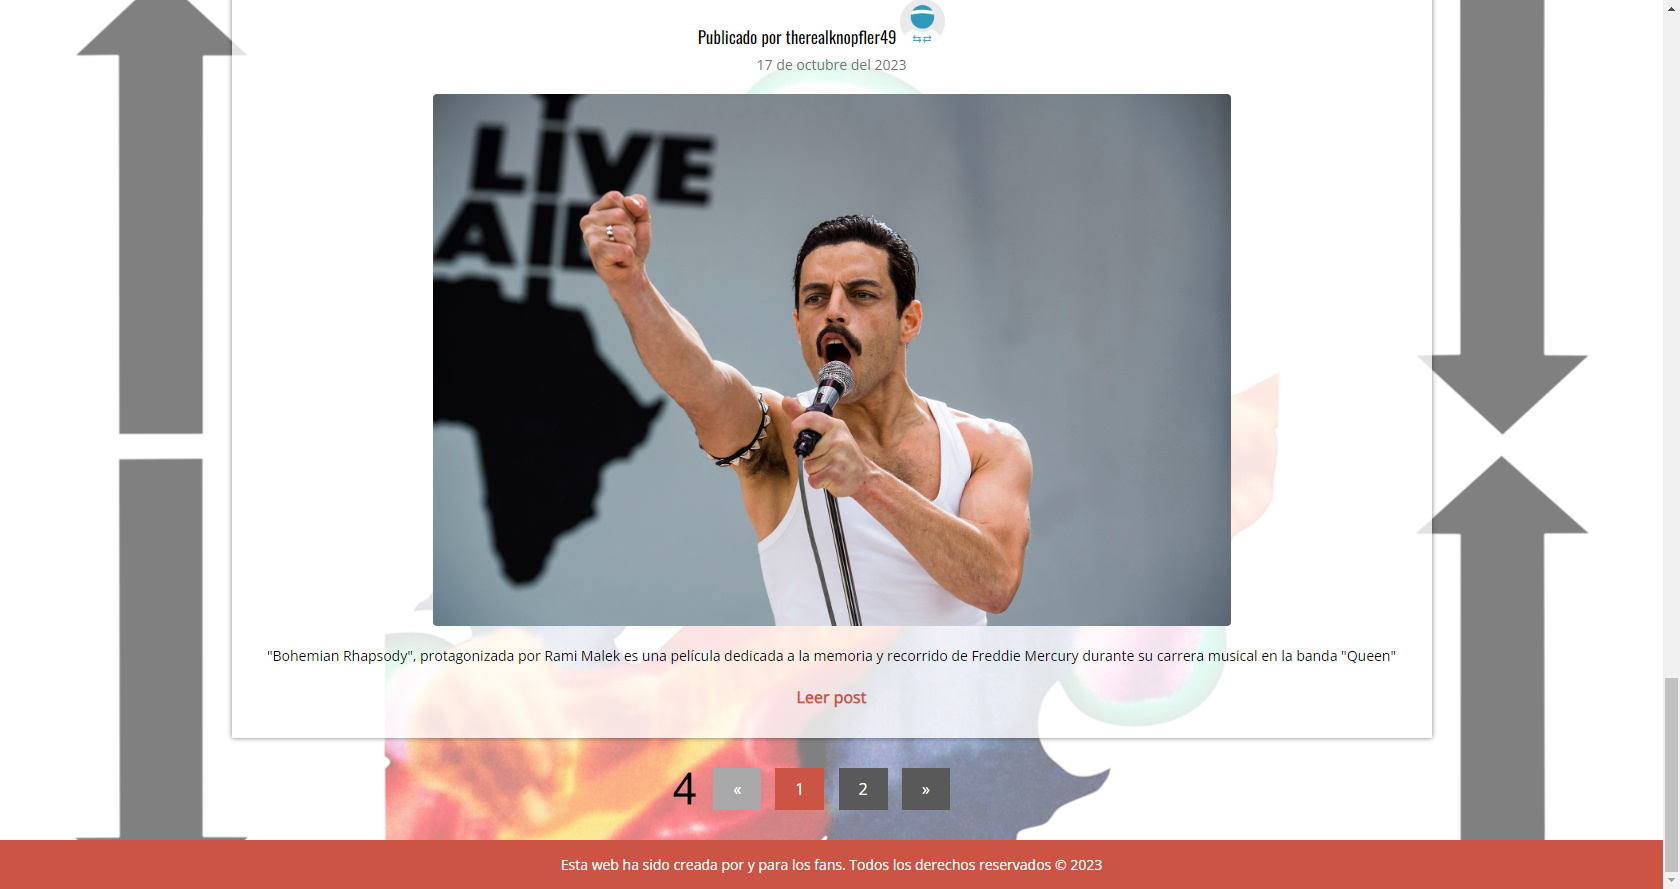 Publicado por therealknopfler49
17 de octubre del 2023
LIVE
AID
"Bohemian Rhapsody", protagonizada por Rami Malek es una película dedicada a la memoria y recorrido de Freddie Mercury durante su carrera musical en la banda "Queen"
Leer post
4 « 1 2 »
Esta web ha sido creada por y para los fans. Todos los derechos reservados © 2023